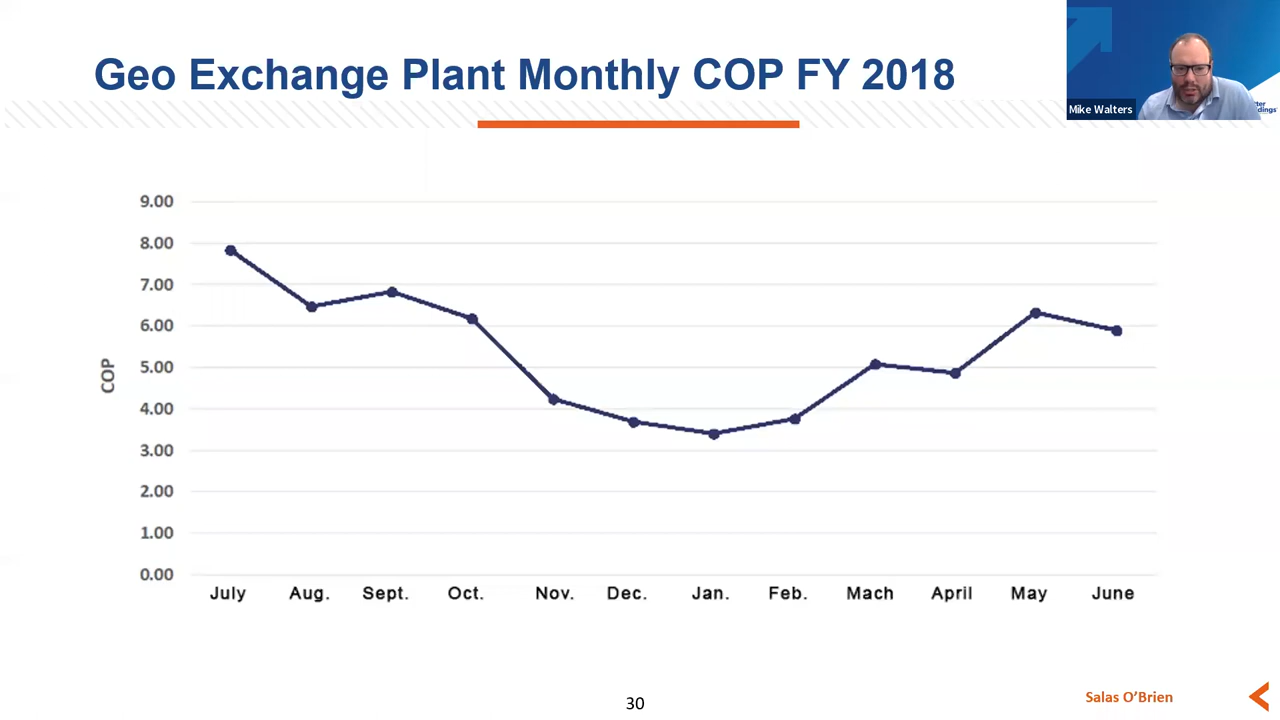 Geo Exchange Plant Monthly COP FY 2018
Mike Walters
9.00
8.00
7.00
6.00
5.00
4.00
3.00
2.00
1.00
0.00
COP
July Aug. Sept. Oct. Nov. Dec. Jan. Feb. Mach April May June
30
Salas O'Brien